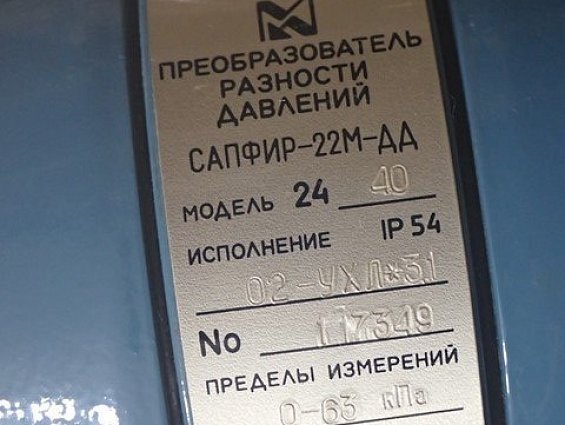 ПРЕОБРАЗОВАТЕЛЬ
РАЗНОСТИ
ДАВЛЕНИЙ
САПФИР-22М-ДД
МОДЕЛЬ 24 40
ИСПОЛНЕНИЕ IP 54
02-УХЛ*3.1
No 117349
ПРЕДЕЛЫ ИЗМЕРЕНИЙ
0-63 кПа